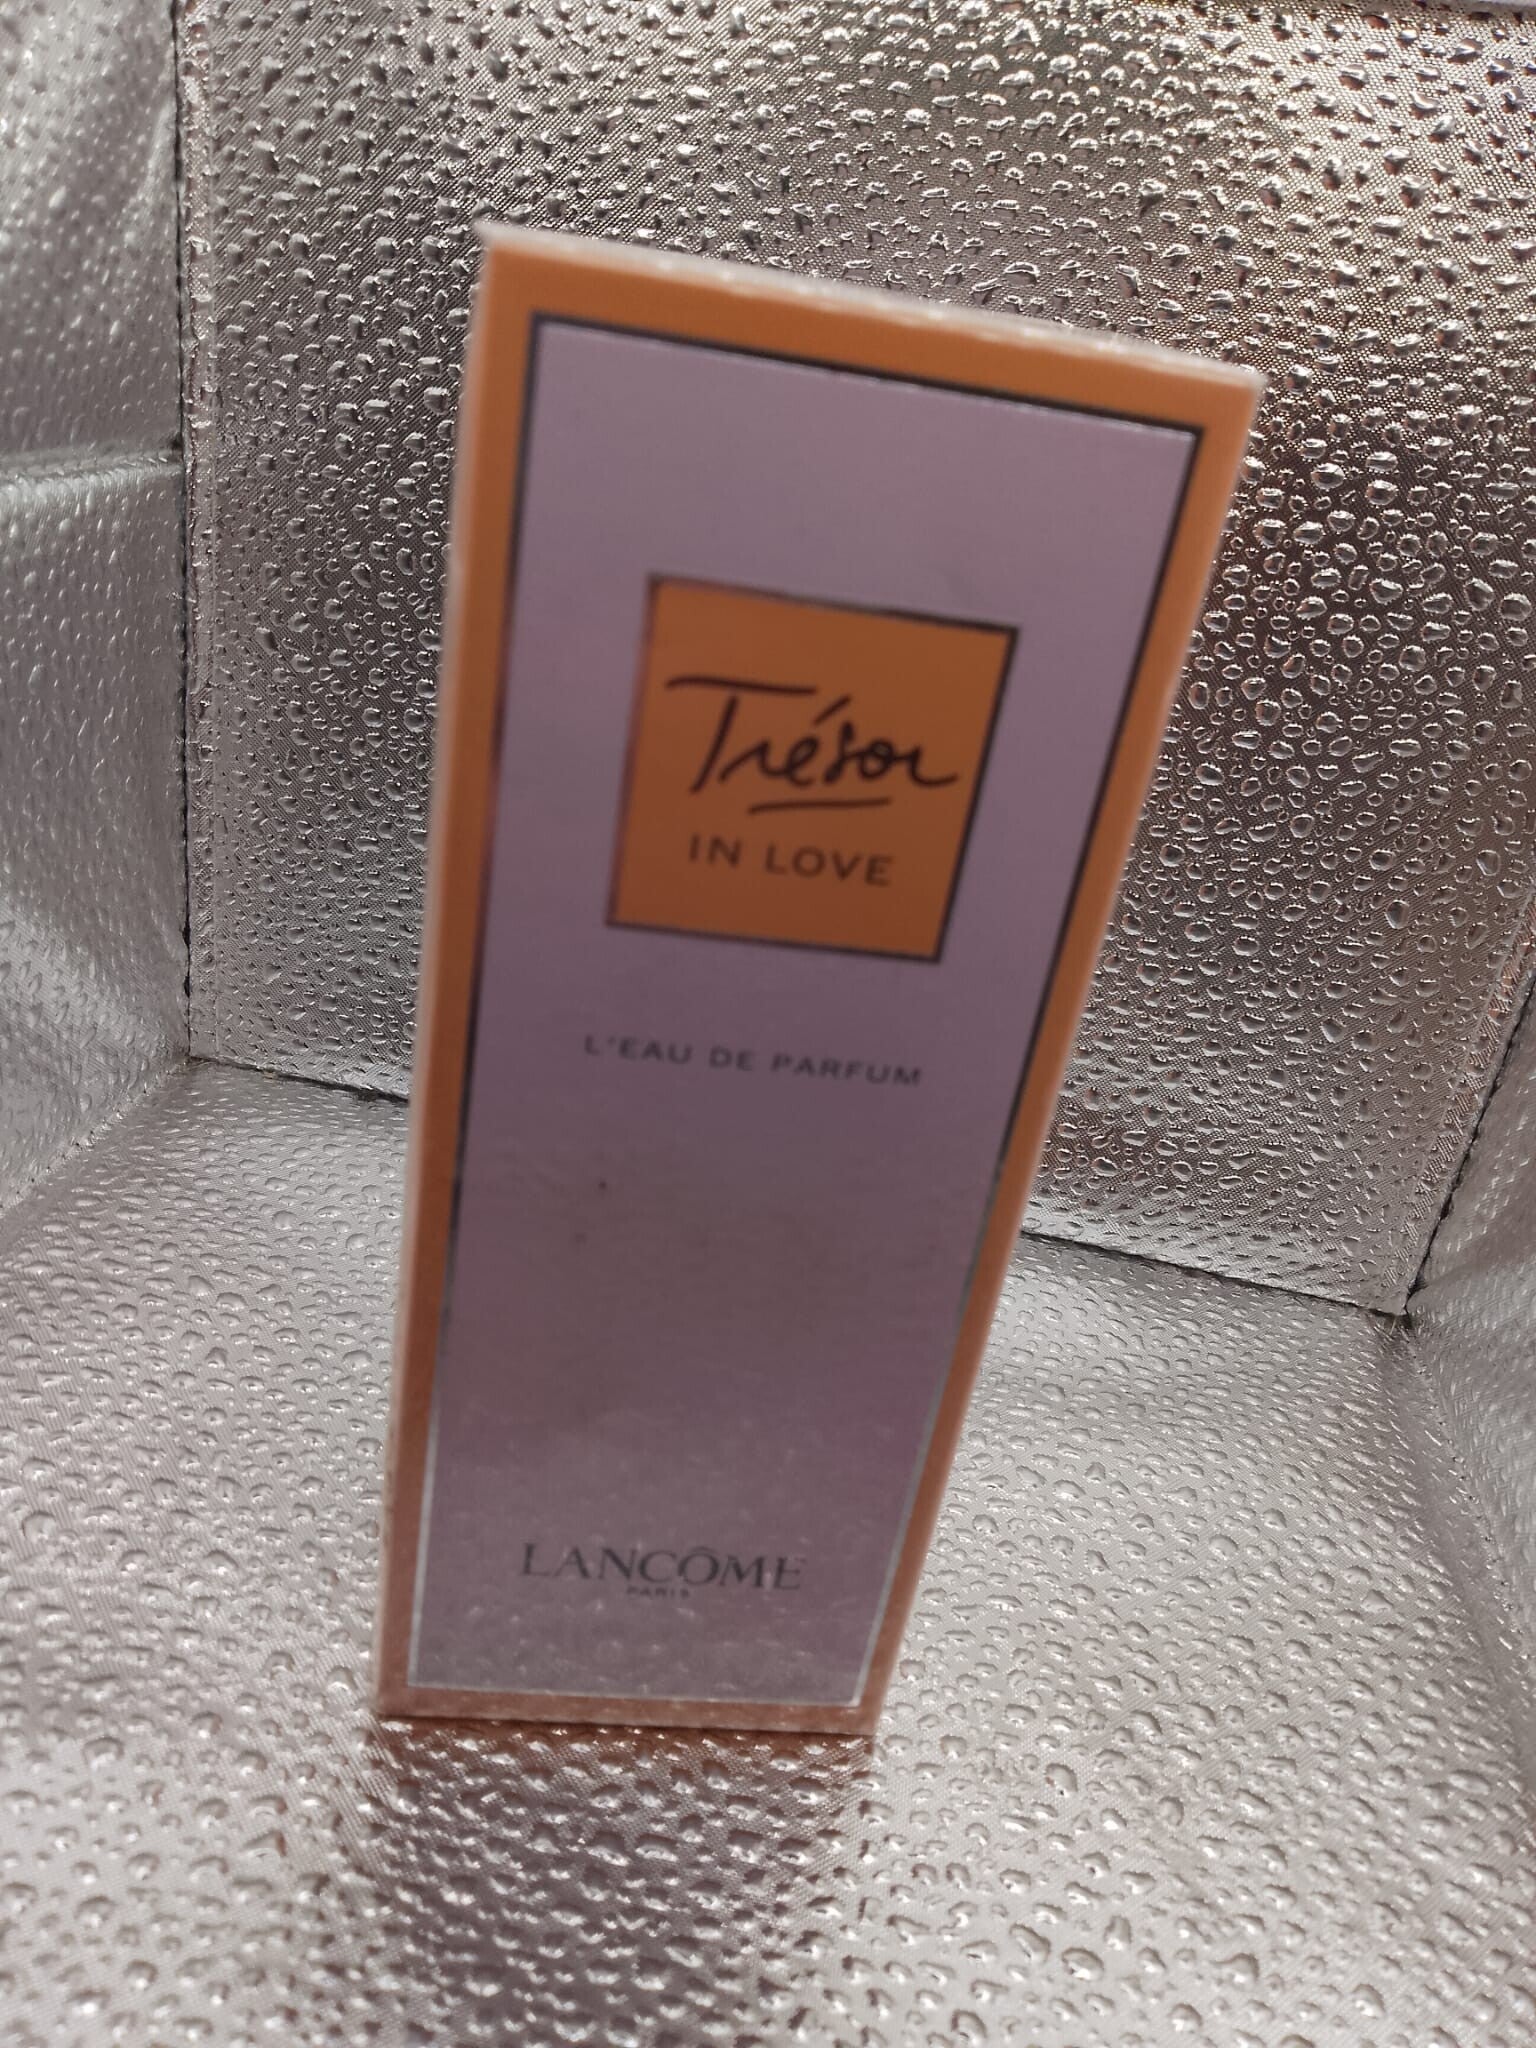 Trésor
IN LOVE
L'EAU DE PARFUM
LANCÔME
PARIS